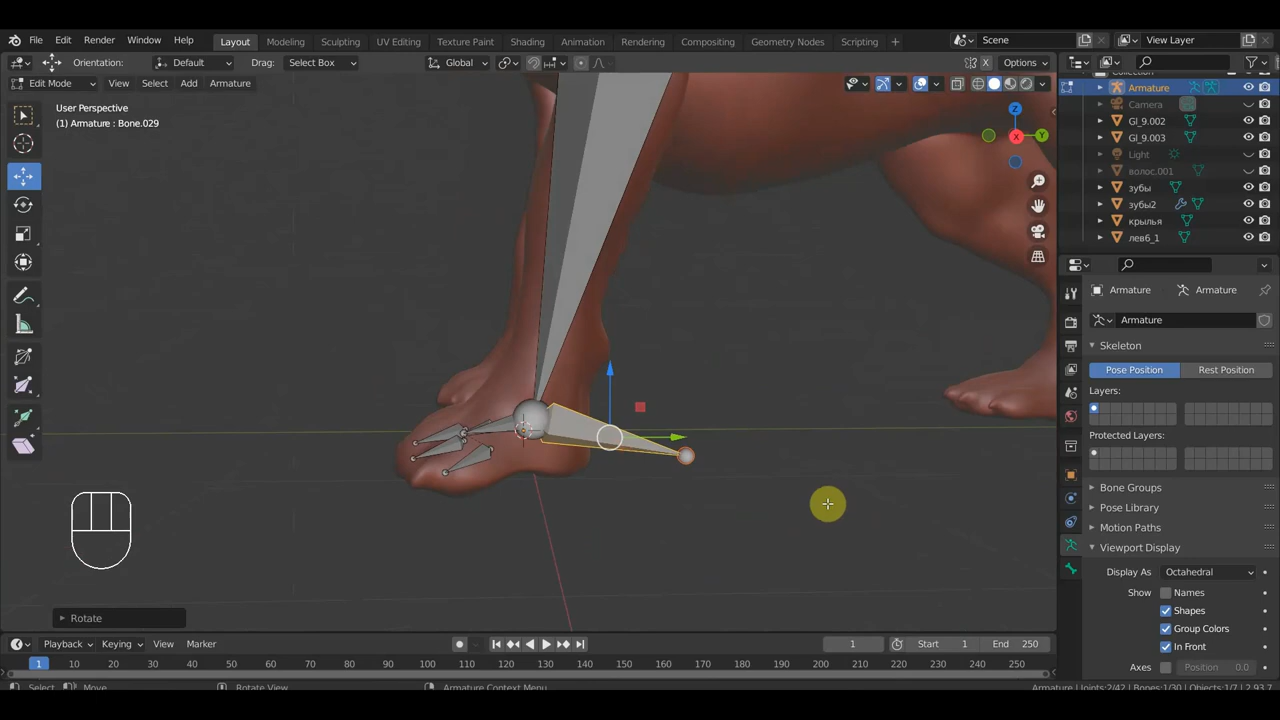 File Edit Render Window Help Layout Modeling Sculpting UV Editing Texture Paint Shading Animation Rendering Compositing Geometry Nodes Scripting + Scene View Layer
Orientation: Default Drag: Select Box Global X Options
Edit Mode View Select Add Armature
User Perspective
(1) Armature : Bone.029
Z
Y
X
Rotate
Armature
Camera
Gl_9.002
Gl_9.003
Light
волос.001
зубы
зубы2
крылья
лев6_1
Armature Armature
Armature
Skeleton
Pose Position Rest Position
Layers:
Protected Layers:
Bone Groups
Pose Library
Motion Paths
Viewport Display
Display As Octahedral
Show Names
Shapes
Group Colors
In Front
Axes Position 0.0
Playback Keying View Marker 1 Start 1 End 250
1 10 20 30 40 50 60 70 80 90 100 110 120 130 140 150 160 170 180 190 200 210 220 230 240 250
Select Move Rotate View Armature Context Menu